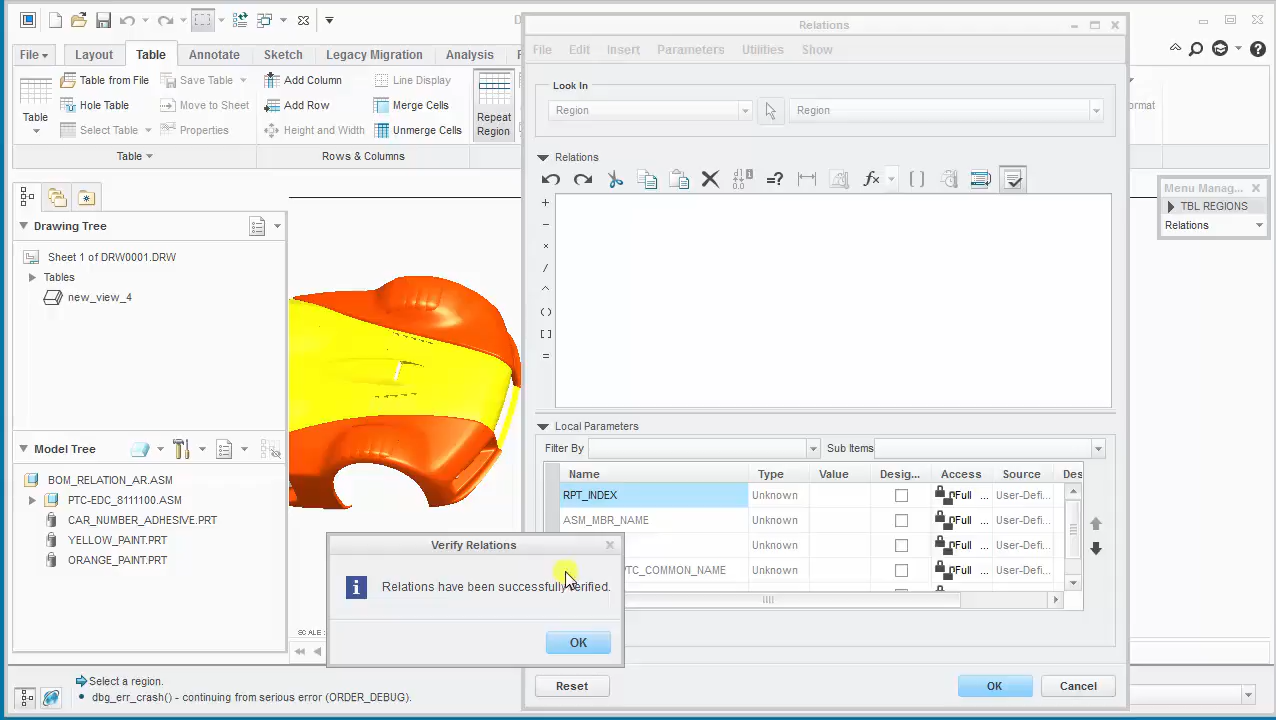 D
Relations
File
Layout
Table
Annotate
Sketch
Legacy Migration
Analysis
File Edit Insert Parameters Utilities Show
Table
Table from File
Hole Table
Select Table
Save Table
Move to Sheet
Properties
Add Column
Add Row
Height and Width
Line Display
Merge Cells
Unmerge Cells
Repeat
Region
ormat
Table
Rows & Columns
Look In
Region
Region
Relations
=?
fx
[ ]
+
−
×
/
^
( )
[ ]
=
Menu Manag...
TBL REGIONS
Relations
Drawing Tree
Sheet 1 of DRW0001.DRW
Tables
new_view_4
Model Tree
BOM_RELATION_AR.ASM
PTC-EDC_8111100.ASM
CAR_NUMBER_ADHESIVE.PRT
YELLOW_PAINT.PRT
ORANGE_PAINT.PRT
SCALE :
Local Parameters
Filter By
Sub Items
Name Type Value Desig... Access Source Des
RPT_INDEX Unknown Full ... User-Defi...
ASM_MBR_NAME Unknown Full ... User-Defi...
Unknown Full ... User-Defi...
TC_COMMON_NAME Unknown Full ... User-Defi...
Verify Relations
Relations have been successfully verified.
OK
Reset
OK
Cancel
Select a region.
dbg_err_crash() - continuing from serious error (ORDER_DEBUG).